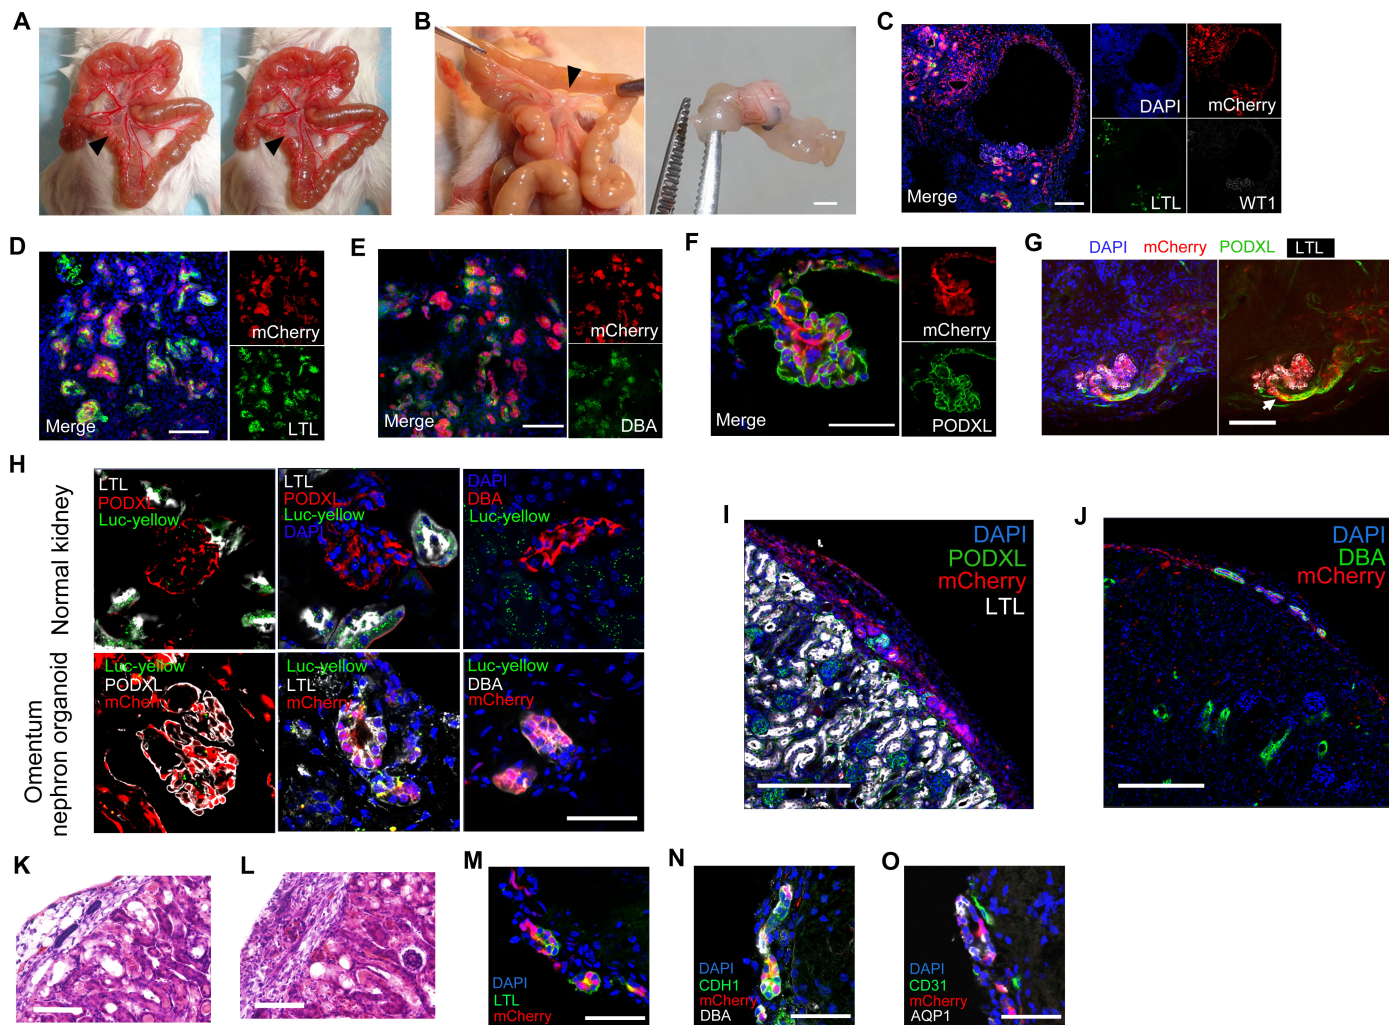 A
B
C
Merge
DAPI
mCherry
LTL
WT1
D
Merge
mCherry
LTL
E
Merge
mCherry
DBA
F
Merge
mCherry
PODXL
G
DAPI mCherry PODXL LTL
H
Normal kidney
LTL
PODXL
Luc-yellow
LTL
PODXL
Luc-yellow
DAPI
DAPI
DBA
Luc-yellow
Omentum
nephron organoid
Luc-yellow
PODXL
mCherry
Luc-yellow
LTL
mCherry
Luc-yellow
DBA
mCherry
I
DAPI
PODXL
mCherry
LTL
J
DAPI
DBA
mCherry
K
L
M
DAPI
LTL
mCherry
N
DAPI
CDH1
mCherry
DBA
O
DAPI
CD31
mCherry
AQP1